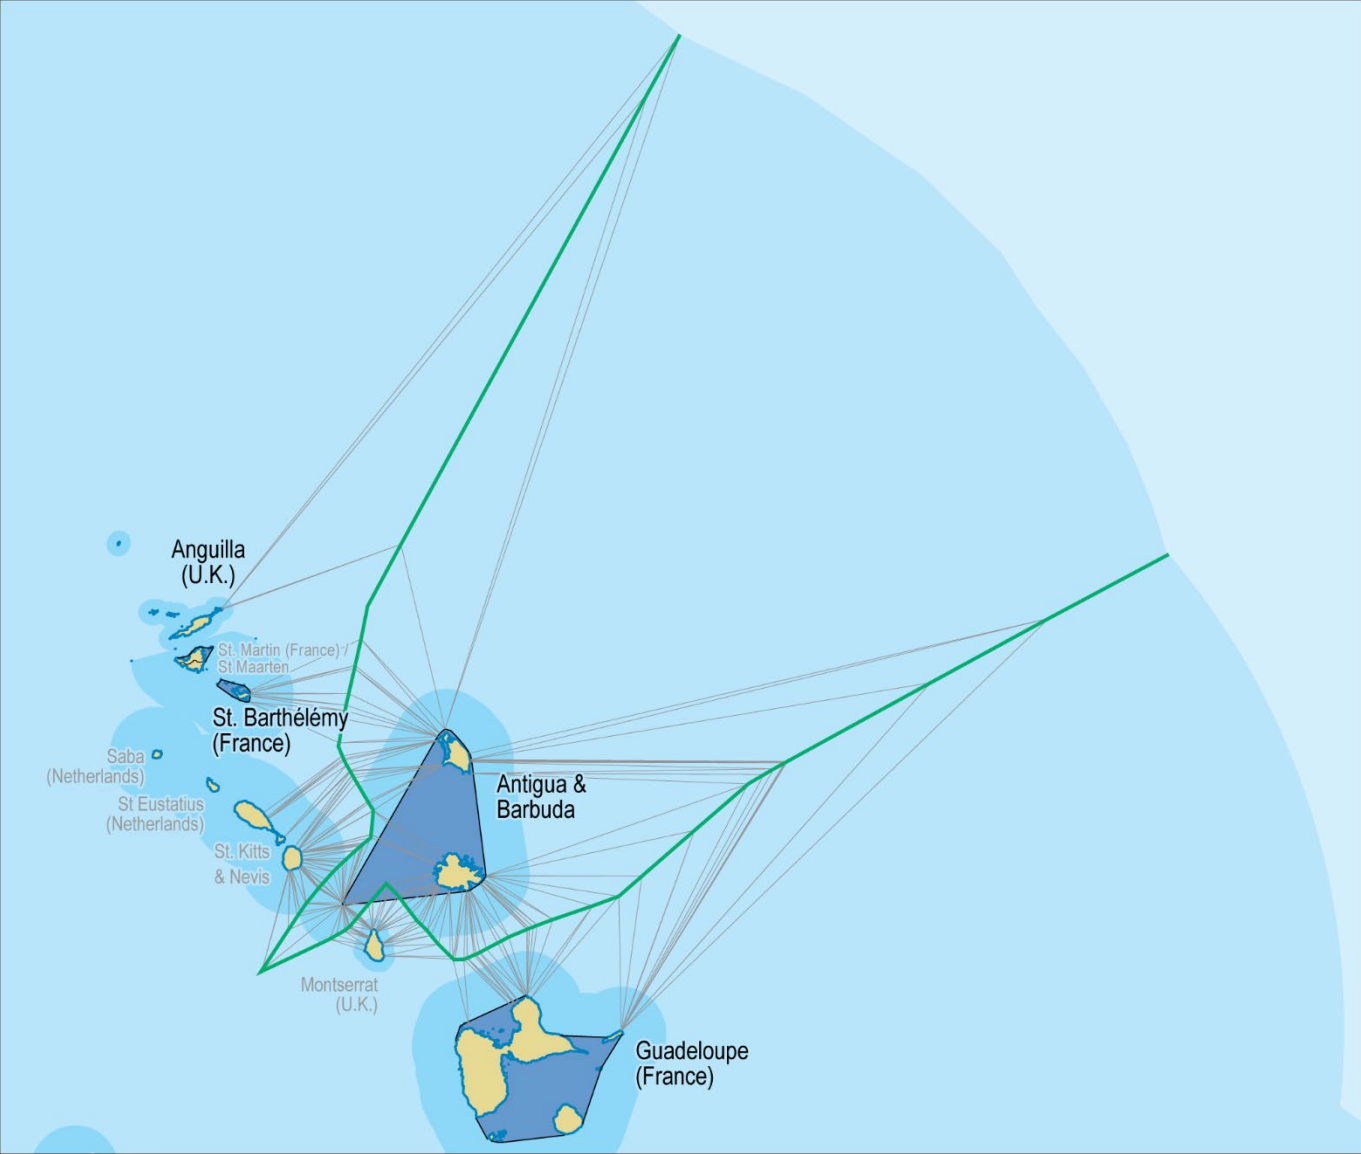 Anguilla
(U.K.)
St. Martin (France) /
St Maarten
St. Barthélémy
(France)
Saba
(Netherlands)
St Eustatius
(Netherlands)
Antigua &
Barbuda
St. Kitts
& Nevis
Montserrat
(U.K.)
Guadeloupe
(France)